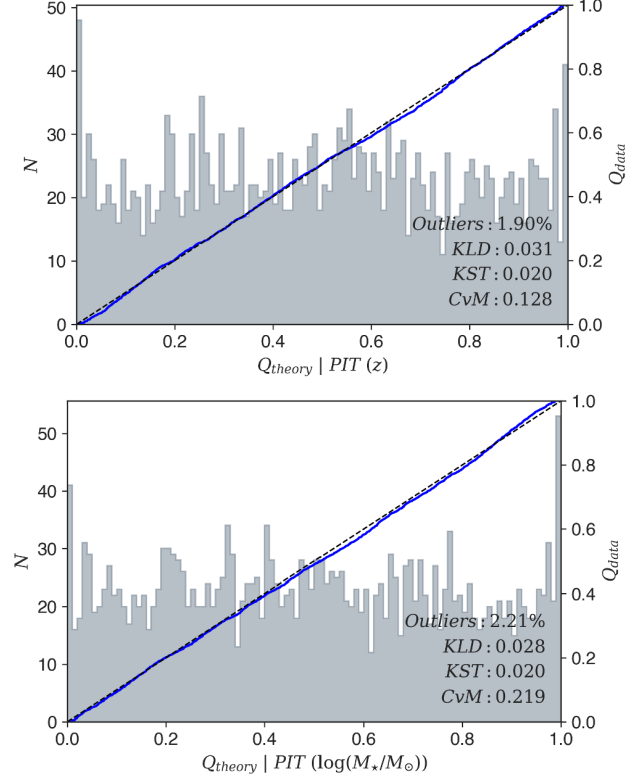 50
40
30
20
10
0
N
1.0
0.8
0.6
0.4
0.2
0.0
Q_data
Outliers : 1.90%
KLD : 0.031
KST : 0.020
CvM : 0.128
0.0 0.2 0.4 0.6 0.8 1.0
Q_theory | PIT (z)
50
40
30
20
10
0
N
1.0
0.8
0.6
0.4
0.2
0.0
Q_data
Outliers : 2.21%
KLD : 0.028
KST : 0.020
CvM : 0.219
0.0 0.2 0.4 0.6 0.8 1.0
Q_theory | PIT (log(M⋆/M⊙))